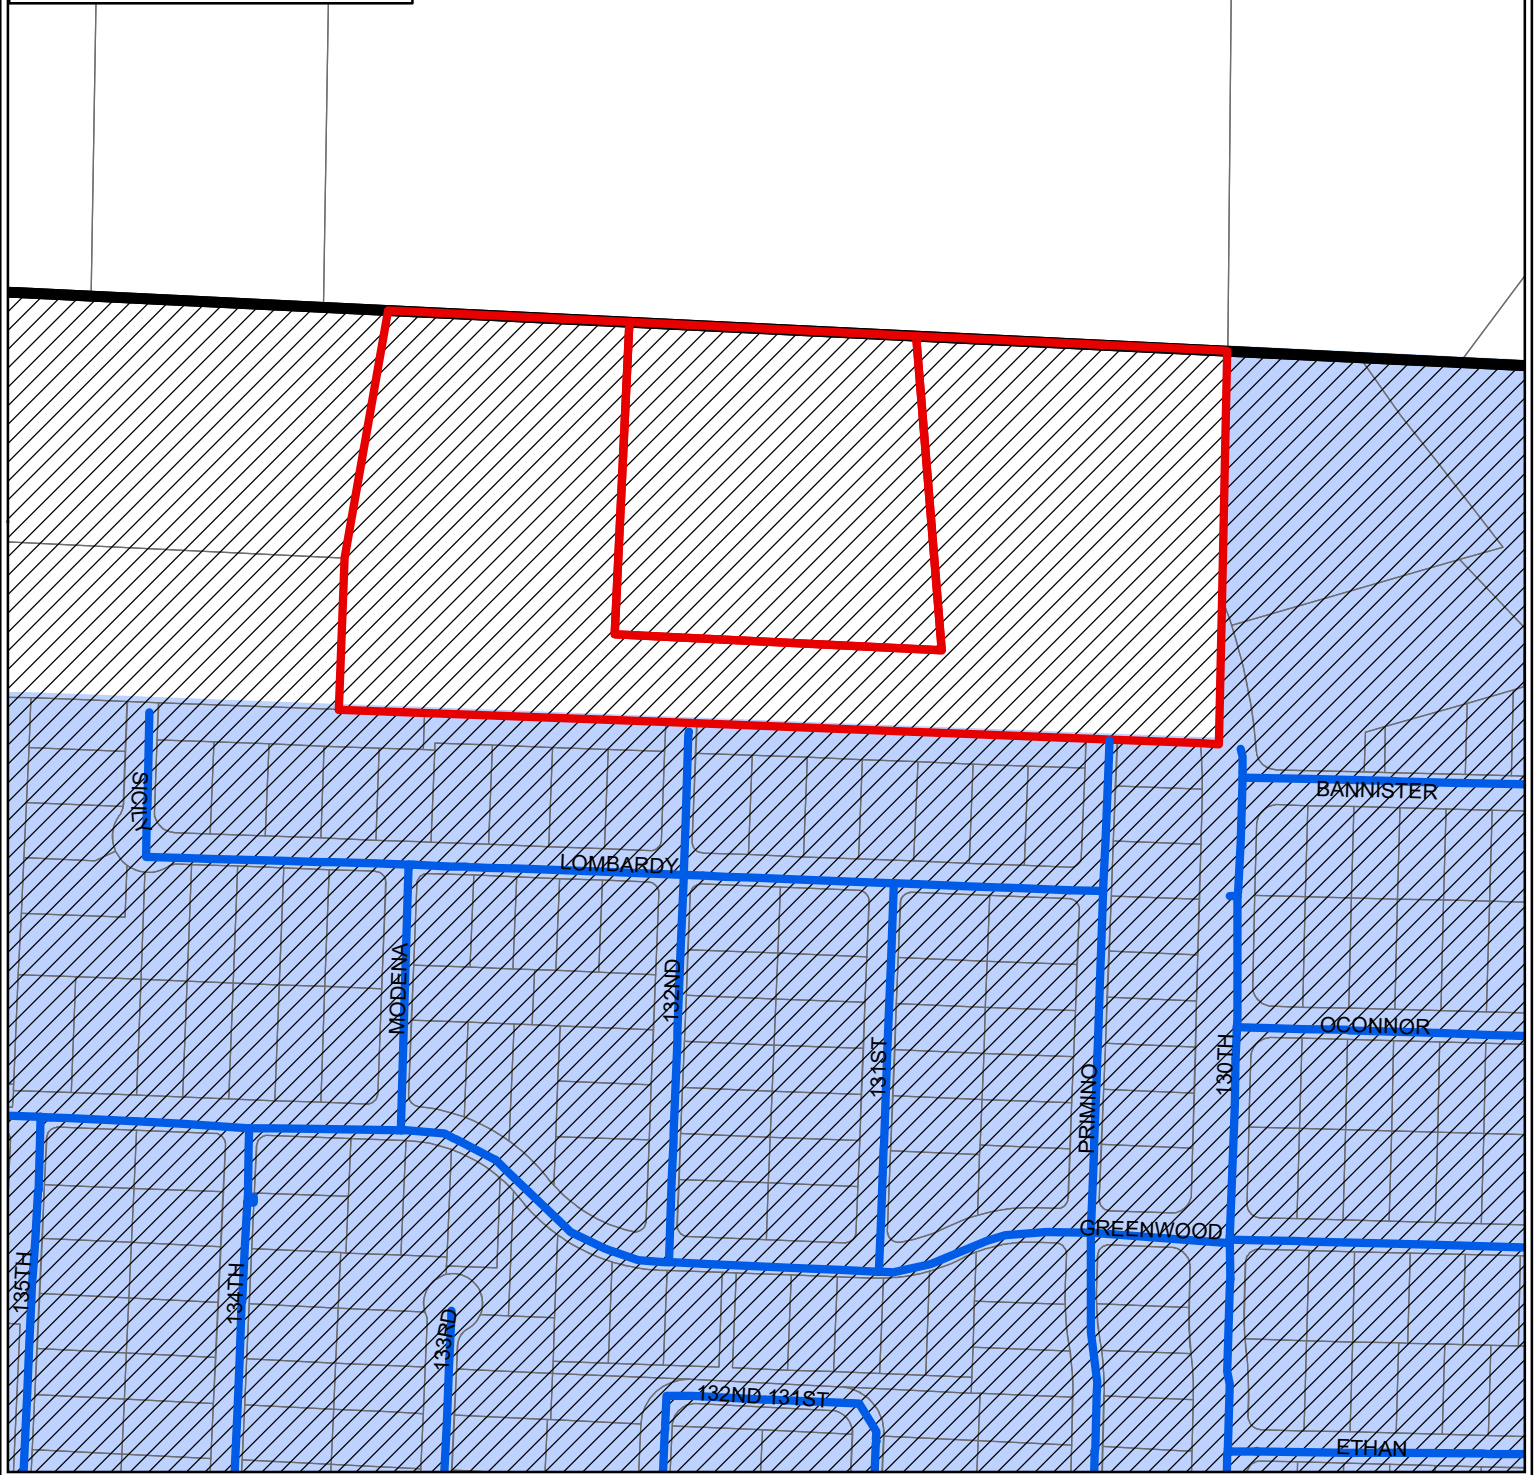 SICILY
BANNISTER
LOMBARDY
MODENA
132ND
OCONNOR
131ST
130TH
PRIMINO
GREENWOOD
135TH
134TH
133RD
132ND 131ST
ETHAN